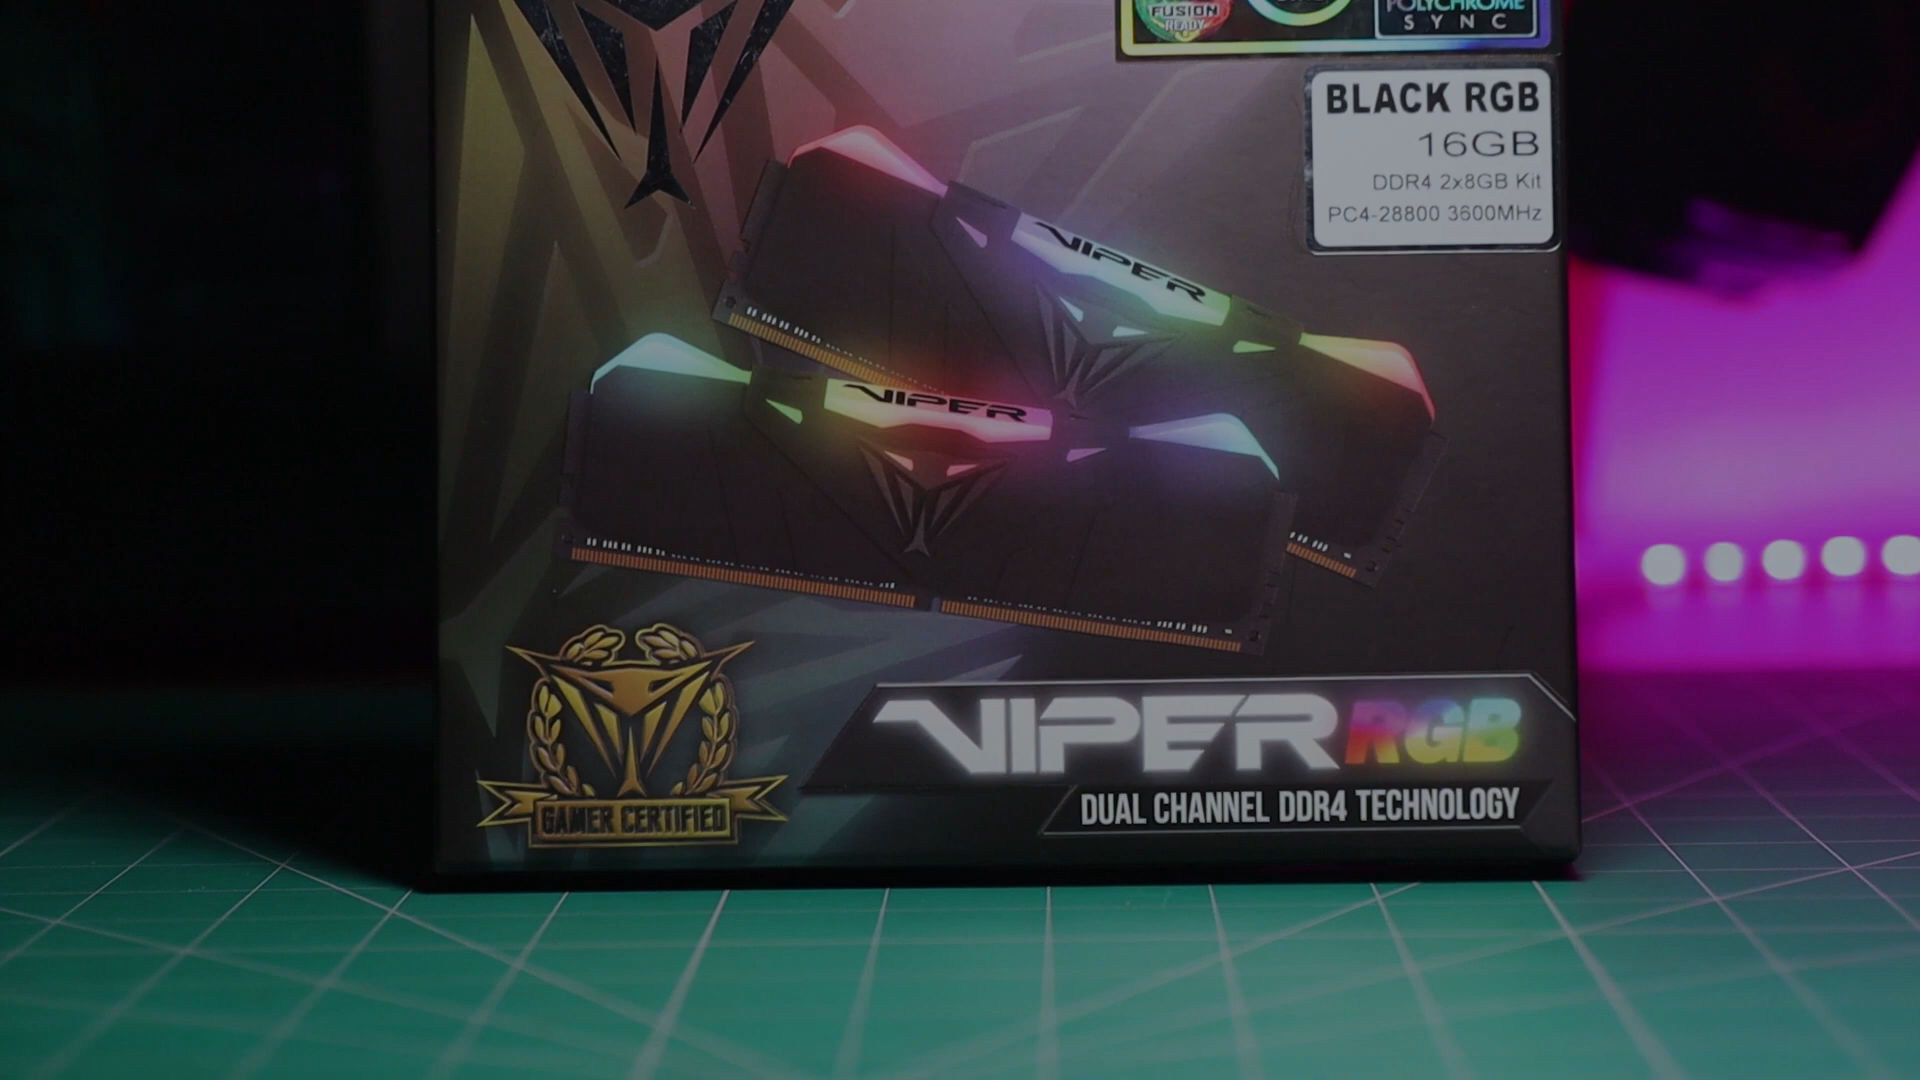 FUSION
READY
POLYCHROME
SYNC
BLACK RGB
16GB
DDR4 2x8GB Kit
PC4-28800 3600MHz
VIPER
VIPER
VIPER RGB
GAMER CERTIFIED
DUAL CHANNEL DDR4 TECHNOLOGY